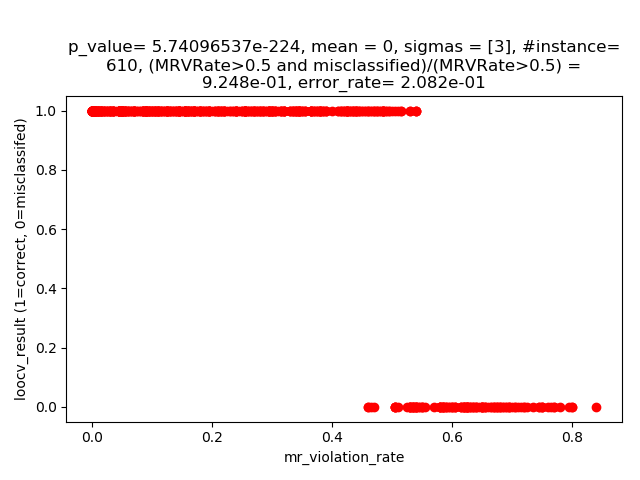 p_value= 5.74096537e-224, mean = 0, sigmas = [3], #instance=
610, (MRVRate>0.5 and misclassified)/(MRVRate>0.5) =
9.248e-01, error_rate= 2.082e-01
loocv_result (1=correct, 0=misclassifed)
1.0
0.8
0.6
0.4
0.2
0.0
0.0 0.2 0.4 0.6 0.8
mr_violation_rate